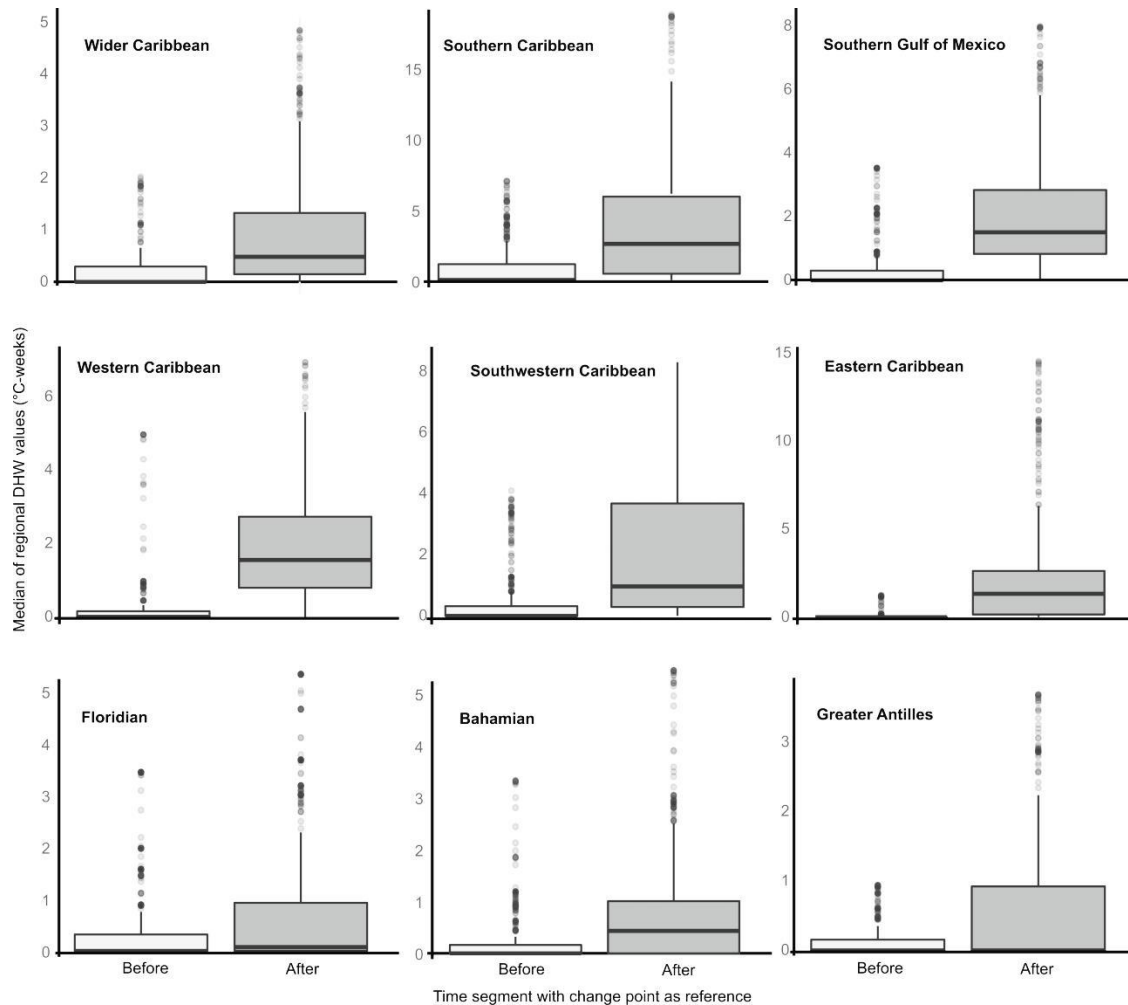 Wider Caribbean
5
4
3
2
1
0
Southern Caribbean
15
10
5
0
Southern Gulf of Mexico
8
6
4
2
0
Median of regional DHW values (°C-weeks)
Western Caribbean
6
4
2
0
Southwestern Caribbean
8
6
4
2
0
Eastern Caribbean
15
10
5
0
Floridian
5
4
3
2
1
0
Before
After
Bahamian
5
4
3
2
1
0
Before
After
Greater Antilles
3
2
1
0
Before
After
Time segment with change point as reference